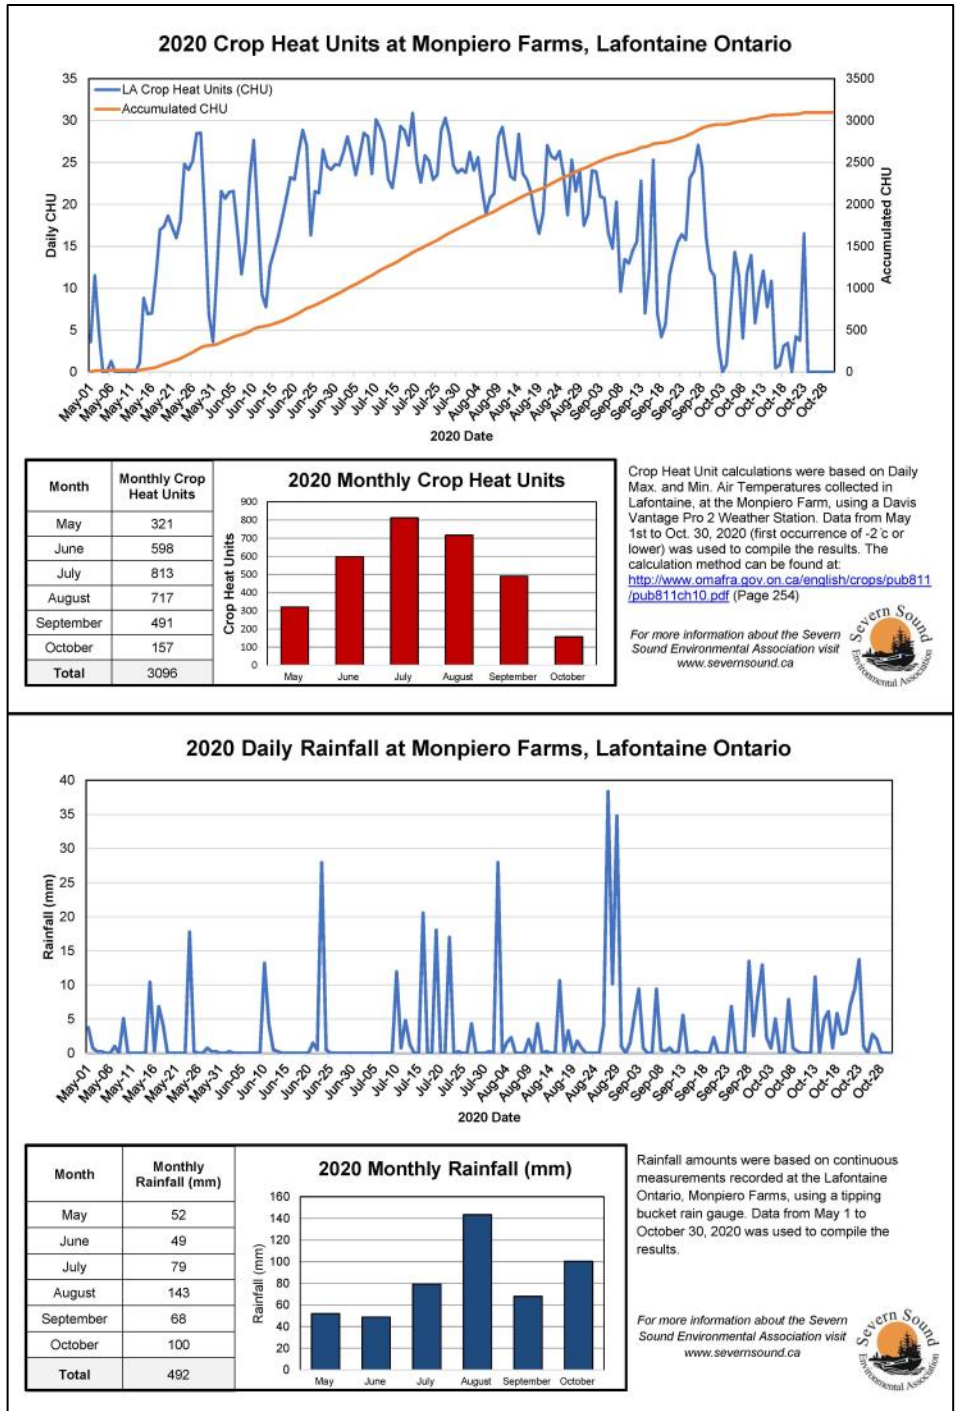 2020 Crop Heat Units at Monpiero Farms, Lafontaine Ontario
35
30
25
20
15
10
5
0
Daily CHU
LA Crop Heat Units (CHU)
Accumulated CHU
3500
3000
2500
2000
1500
1000
500
0
Accumulated CHU
May-01
May-06
May-11
May-16
May-21
May-26
May-31
Jun-05
Jun-10
Jun-15
Jun-20
Jun-25
Jun-30
Jul-05
Jul-10
Jul-15
Jul-20
Jul-25
Jul-30
Aug-04
Aug-09
Aug-14
Aug-19
Aug-24
Aug-29
Sep-03
Sep-08
Sep-13
Sep-18
Sep-23
Sep-28
Oct-03
Oct-08
Oct-13
Oct-18
Oct-23
Oct-28
2020 Date
Month Monthly Crop Heat Units
May 321
June 598
July 813
August 717
September 491
October 157
Total 3096
2020 Monthly Crop Heat Units
900
800
700
600
500
400
300
200
100
0
Crop Heat Units
May June July August September October
Crop Heat Unit calculations were based on Daily
Max. and Min. Air Temperatures collected in
Lafontaine, at the Monpiero Farm, using a Davis
Vantage Pro 2 Weather Station. Data from May
1st to Oct. 30, 2020 (first occurrence of -2 ̊c or
lower) was used to compile the results. The
calculation method can be found at:
http://www.omafra.gov.on.ca/english/crops/pub811
/pub811ch10.pdf (Page 254)
For more information about the Severn
Sound Environmental Association visit
www.severnsound.ca
Severn Sound
Environmental Association
2020 Daily Rainfall at Monpiero Farms, Lafontaine Ontario
40
35
30
25
20
15
10
5
0
Rainfall (mm)
May-01
May-06
May-11
May-16
May-21
May-26
May-31
Jun-05
Jun-10
Jun-15
Jun-20
Jun-25
Jun-30
Jul-05
Jul-10
Jul-15
Jul-20
Jul-25
Jul-30
Aug-04
Aug-09
Aug-14
Aug-19
Aug-24
Aug-29
Sep-03
Sep-08
Sep-13
Sep-18
Sep-23
Sep-28
Oct-03
Oct-08
Oct-13
Oct-18
Oct-23
Oct-28
2020 Date
Month Monthly Rainfall (mm)
May 52
June 49
July 79
August 143
September 68
October 100
Total 492
2020 Monthly Rainfall (mm)
160
140
120
100
80
60
40
20
0
Rainfall (mm)
May June July August September October
Rainfall amounts were based on continuous
measurements recorded at the Lafontaine
Ontario, Monpiero Farms, using a tipping
bucket rain gauge. Data from May 1 to
October 30, 2020 was used to compile the
results.
For more information about the Severn
Sound Environmental Association visit
www.severnsound.ca
Severn Sound
Environmental Association